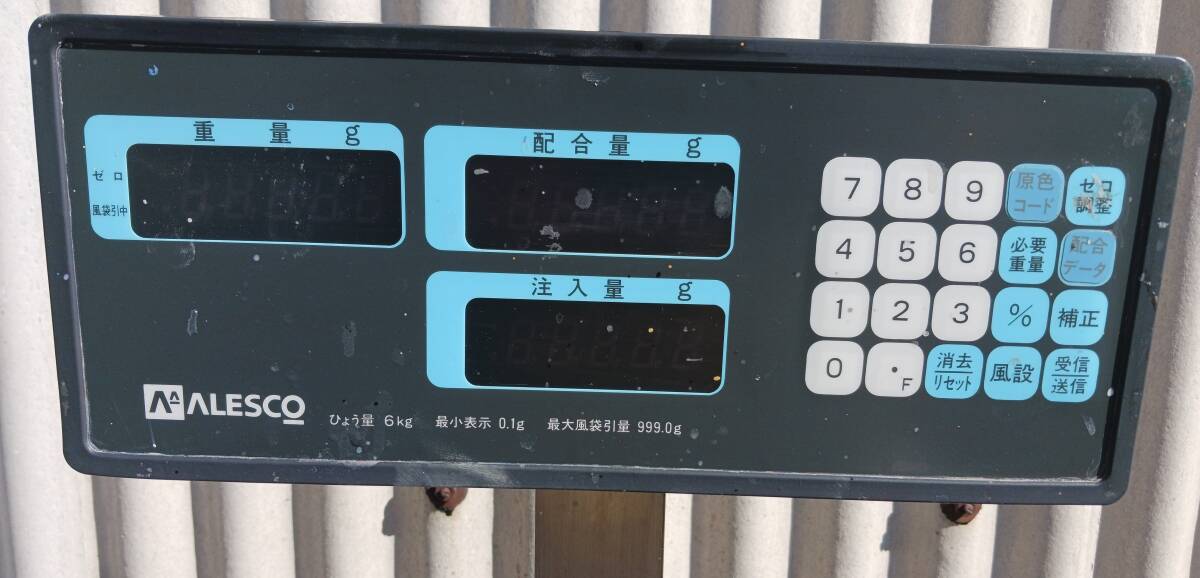 重 量 g
ゼロ
風袋引中
配 合 量 g
注 入 量 g
7 8 9 原色コード ゼロ調整
4 5 6 必要重量 配合データ
1 2 3 % 補正
0 ・F 消去/リセット 風設 受信/送信
ALESCO
ひょう量 6kg 最小表示 0.1g 最大風袋引量 999.0g